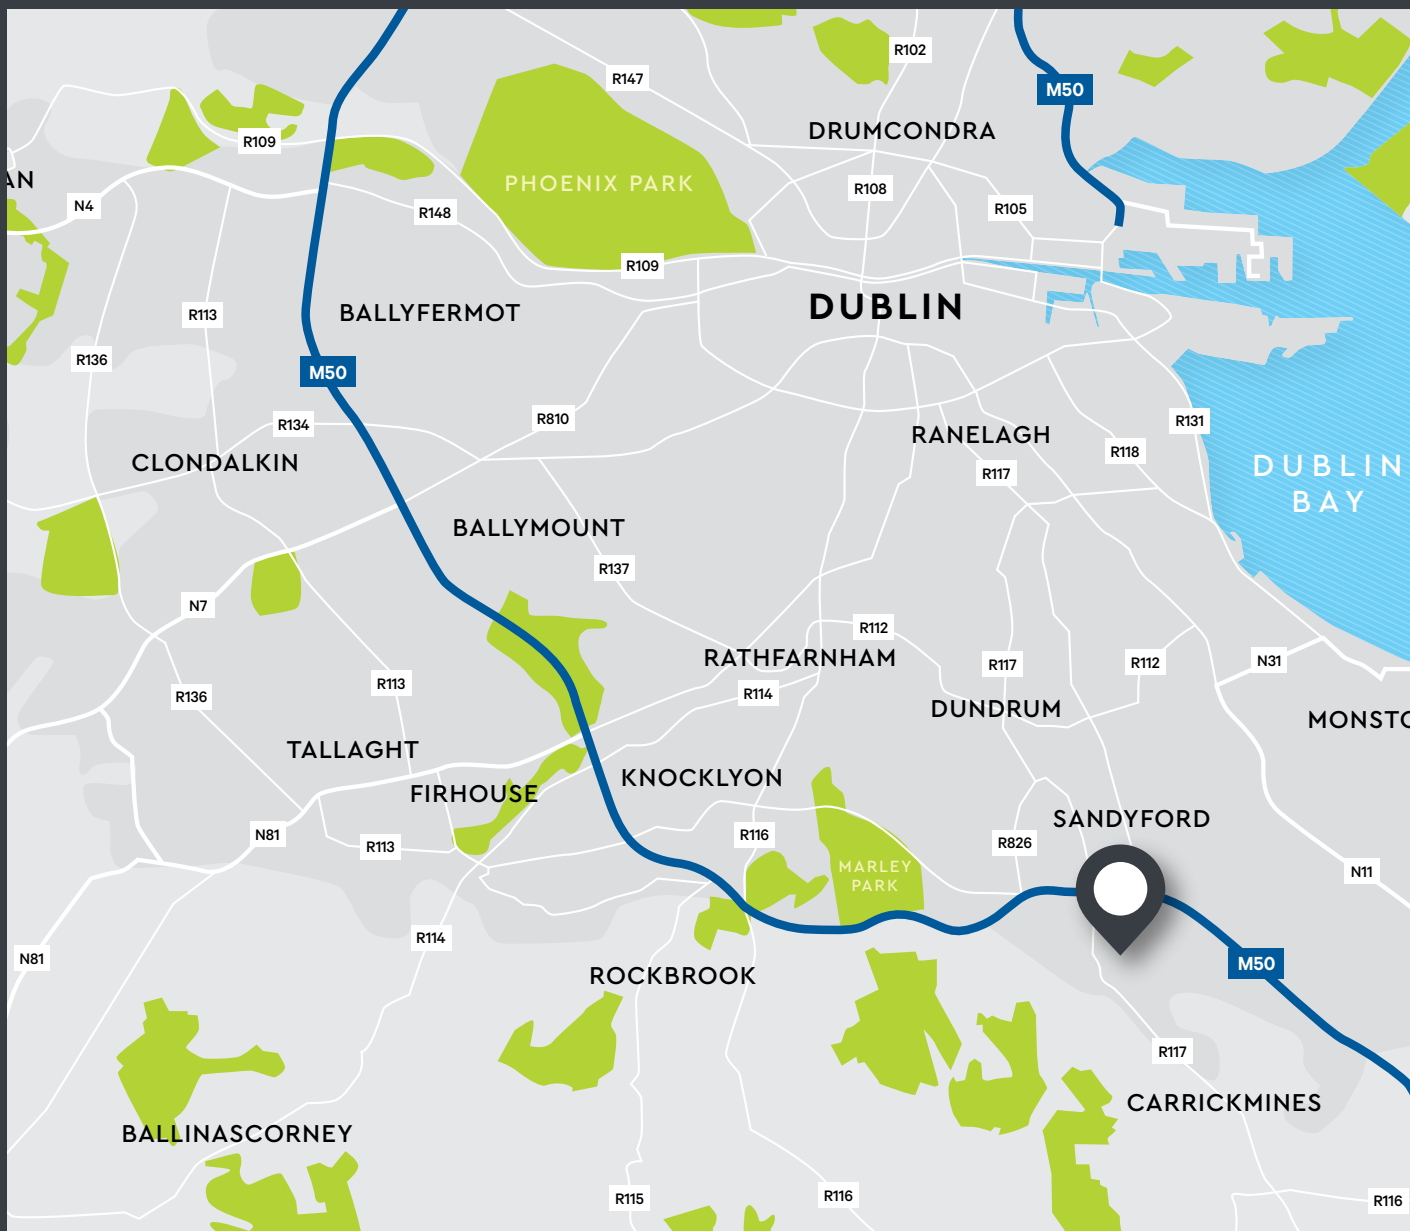 R102
R147
M50
DRUMCONDRA
R109
AN
PHOENIX PARK
R108
N4
R148
R105
R109
DUBLIN
BALLYFERMOT
R113
R136
M50
R810
R134
R131
RANELAGH
R118
CLONDALKIN
DUBLIN
BAY
R117
BALLYMOUNT
R137
N7
R112
RATHFARNHAM
N31
R117
R112
R113
R114
R136
DUNDRUM
MONSTO
TALLAGHT
KNOCKLYON
FIRHOUSE
SANDYFORD
N81
R116
R826
R113
MARLEY
PARK
N11
R114
N81
M50
ROCKBROOK
R117
CARRICKMINES
BALLINASCORNEY
R115
R116
R116